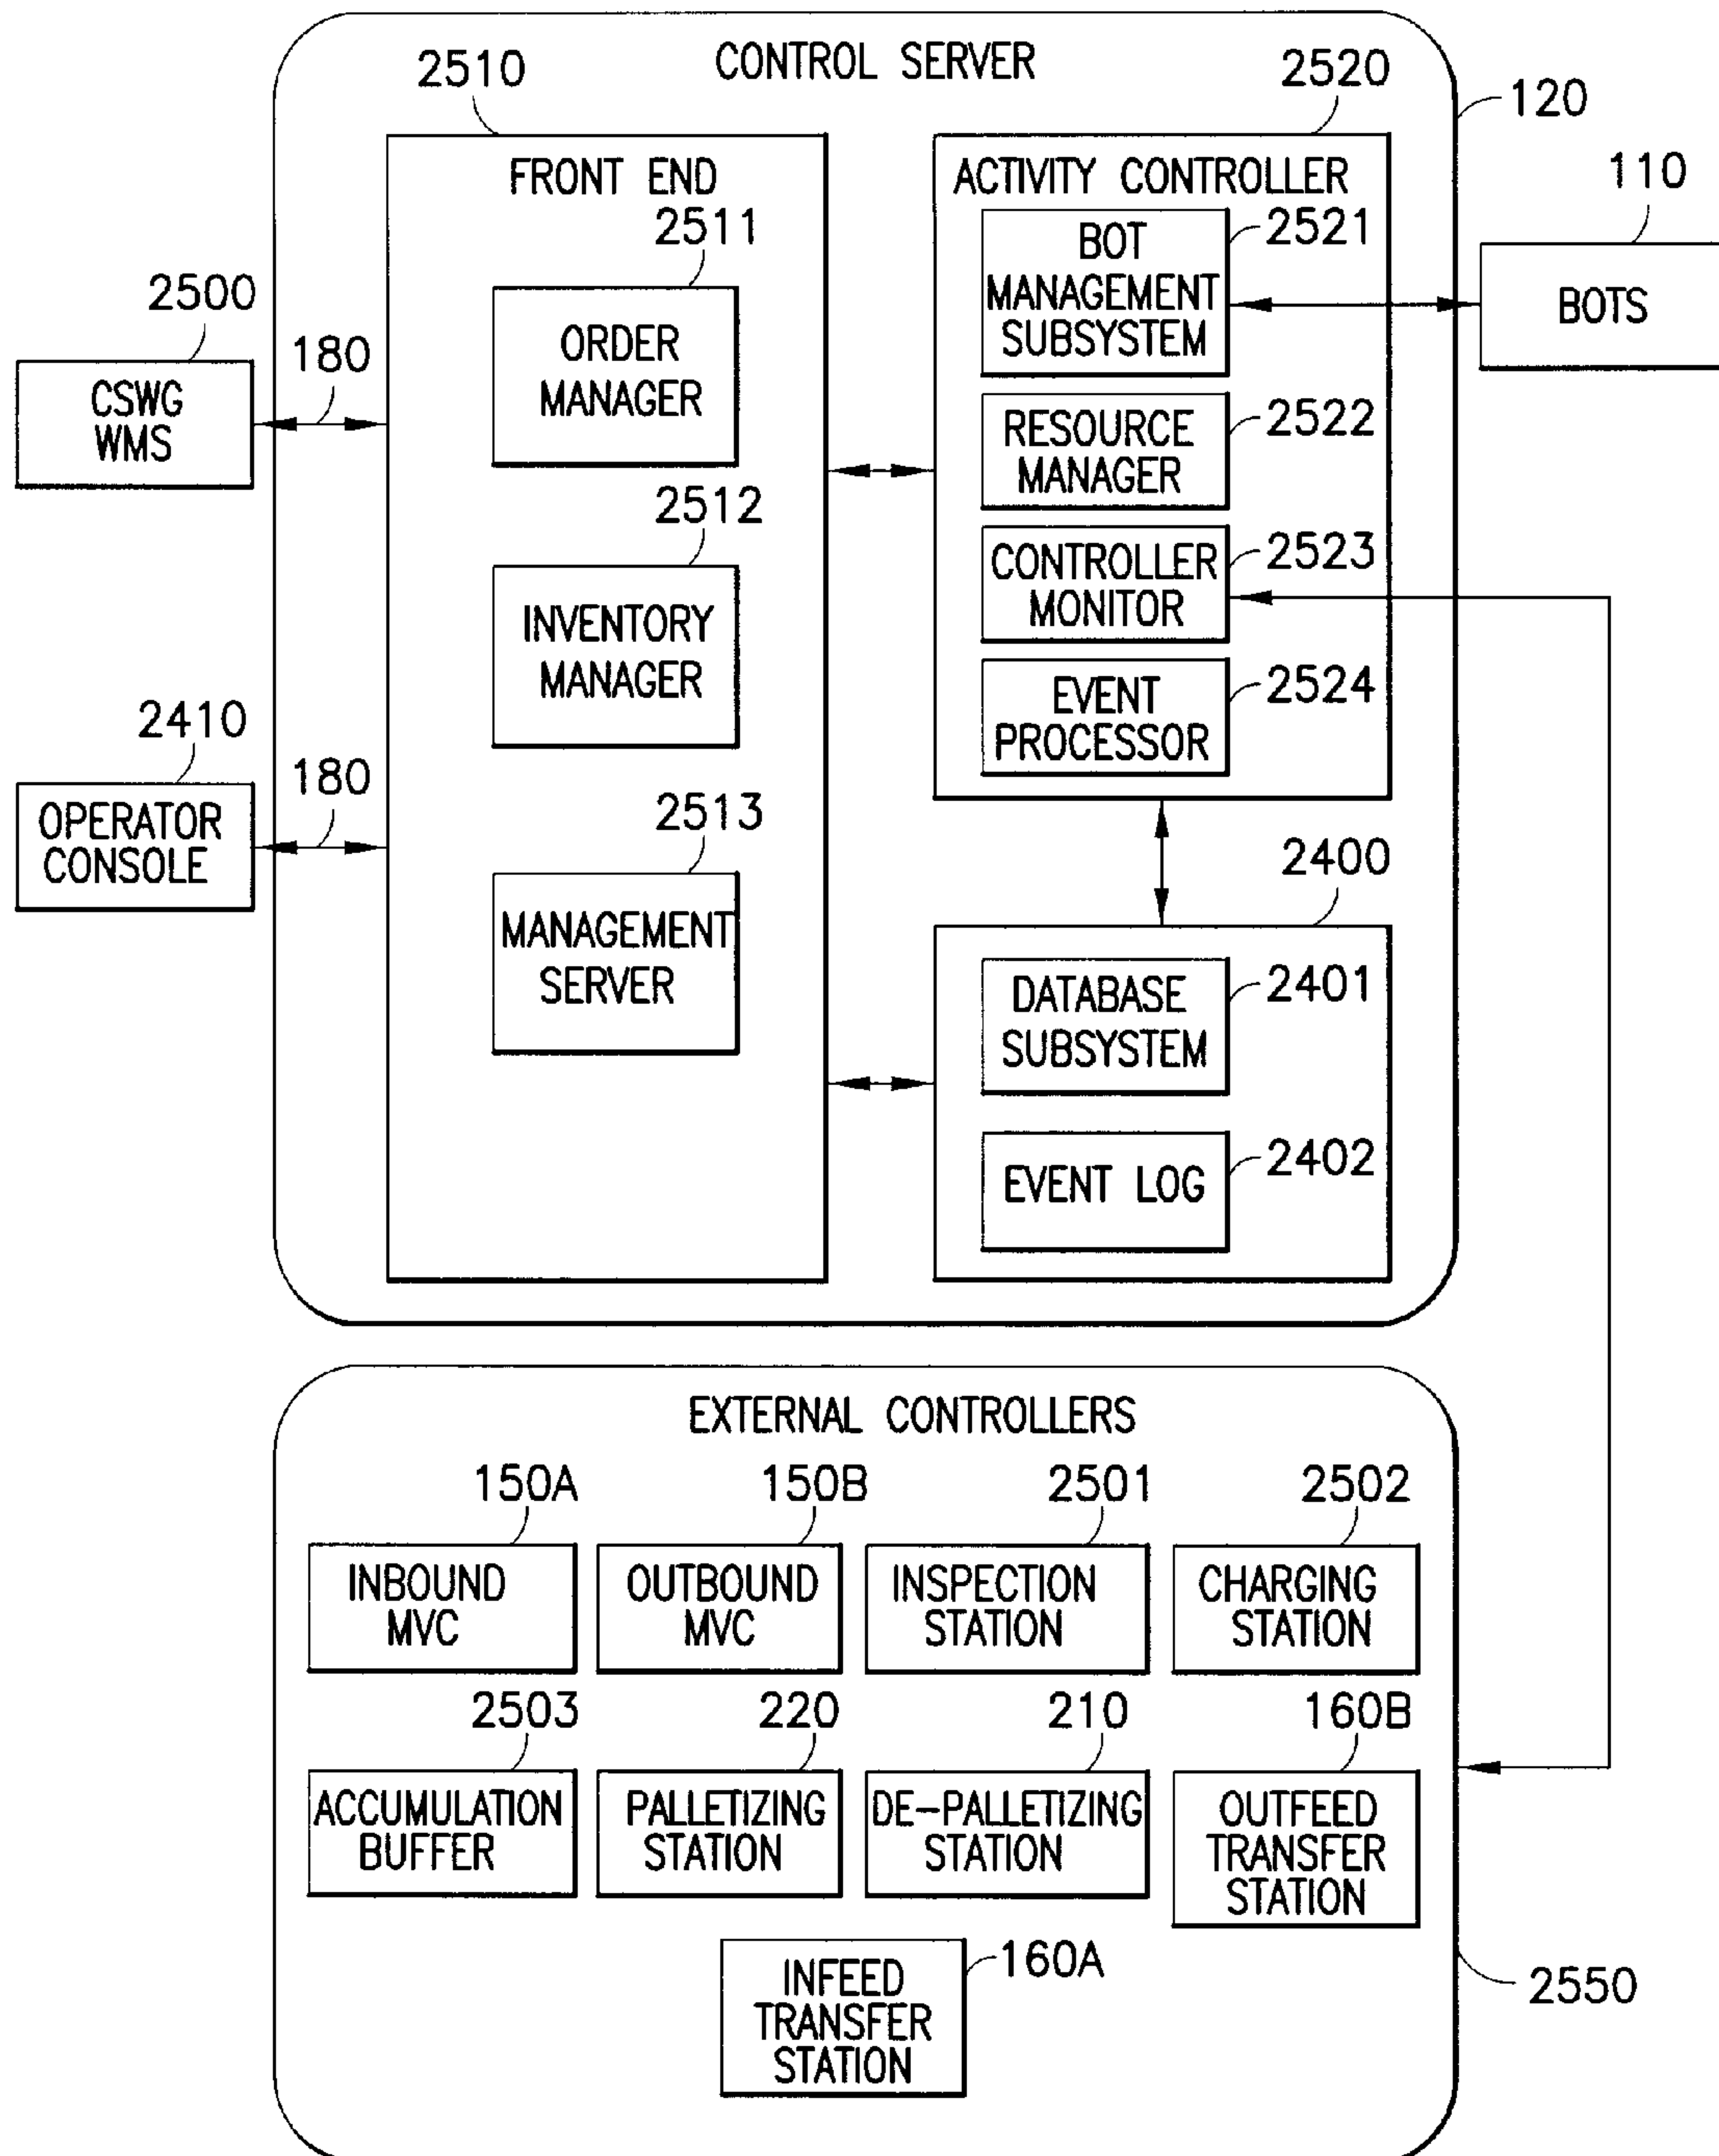 CONTROL SERVER
2510
2520
120
FRONT END
ACTIVITY CONTROLLER
110
2511
BOT
MANAGEMENT
SUBSYSTEM
2521
BOTS
2500
CSWG
WMS
180
ORDER
MANAGER
RESOURCE
MANAGER
2522
2512
INVENTORY
MANAGER
CONTROLLER
MONITOR
2523
EVENT
PROCESSOR
2524
2410
OPERATOR
CONSOLE
180
2513
MANAGEMENT
SERVER
2400
DATABASE
SUBSYSTEM
2401
EVENT LOG
2402
EXTERNAL CONTROLLERS
150A
150B
2501
2502
INBOUND
MVC
OUTBOUND
MVC
INSPECTION
STATION
CHARGING
STATION
2503
220
210
160B
ACCUMULATION
BUFFER
PALLETIZING
STATION
DE-PALLETIZING
STATION
OUTFEED
TRANSFER
STATION
INFEED
TRANSFER
STATION
160A
2550